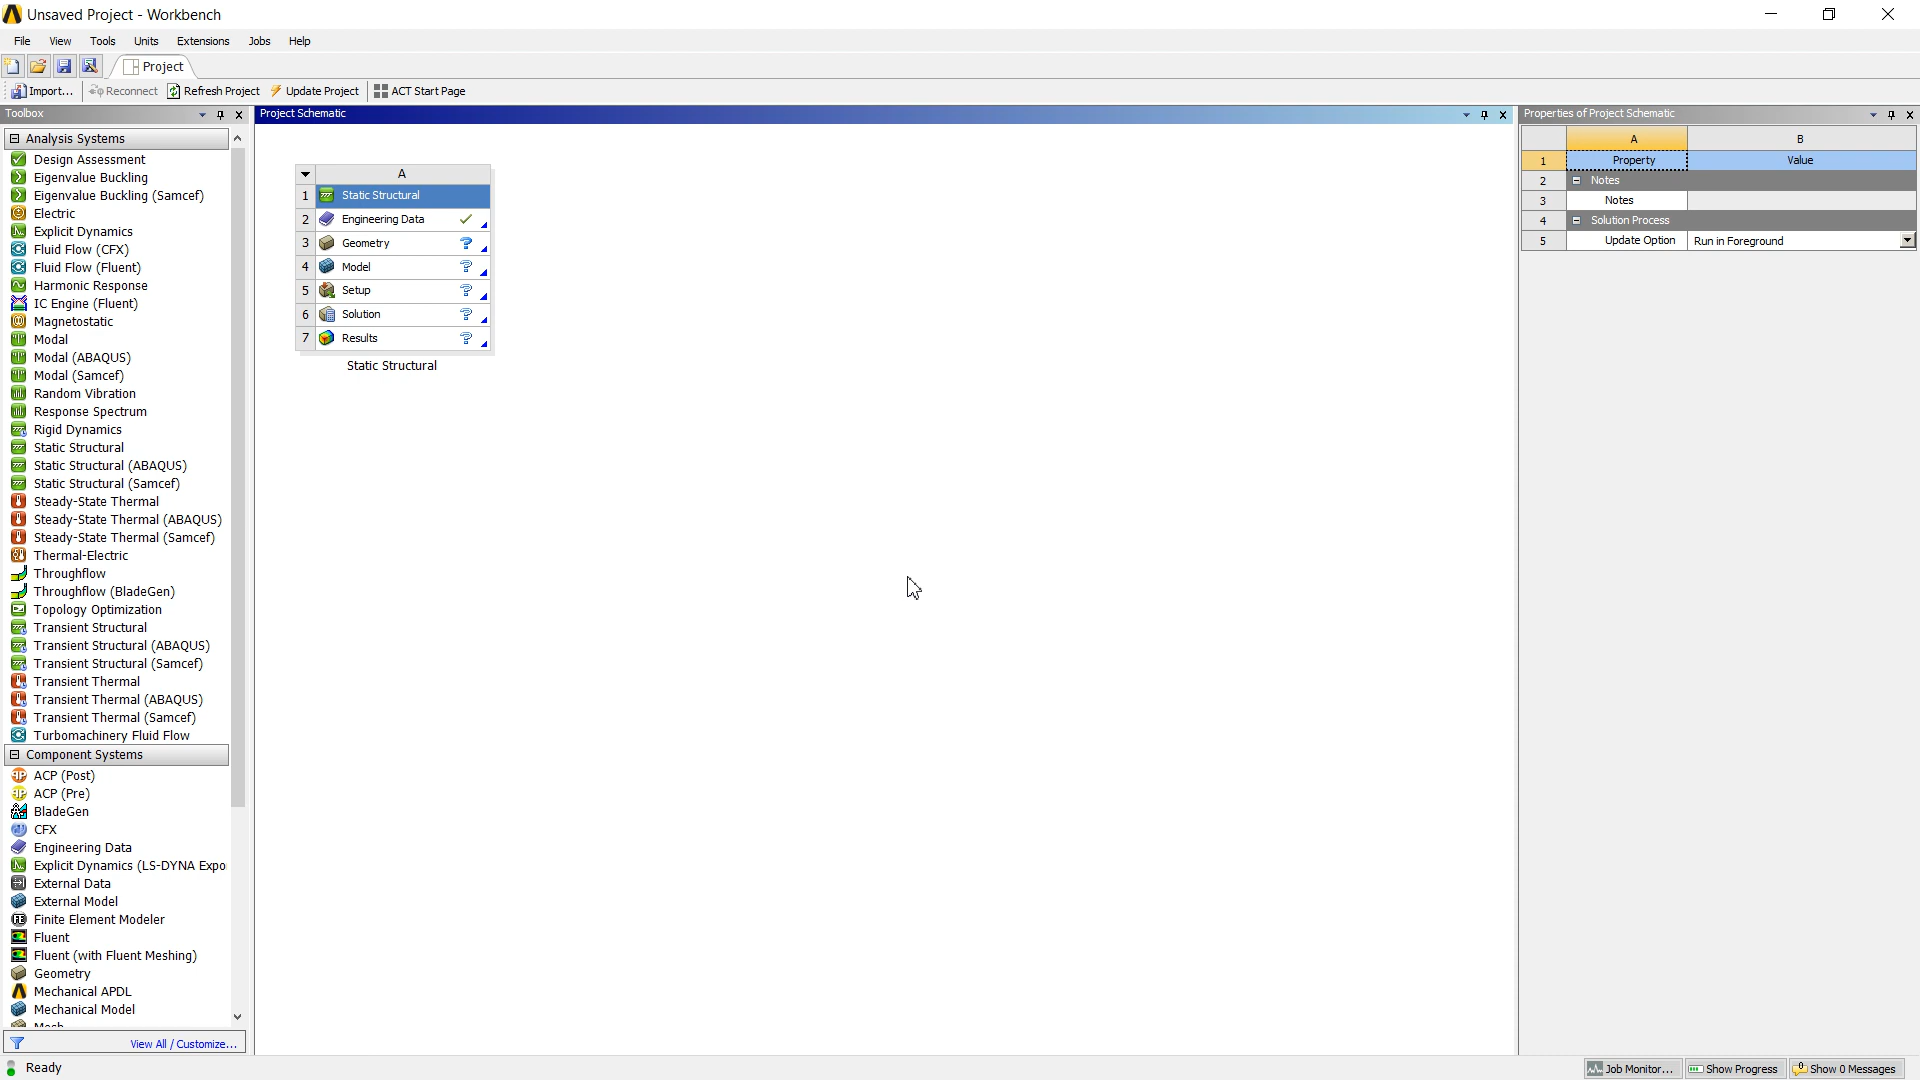 Unsaved Project - Workbench
File View Tools Units Extensions Jobs Help
Project
Import... Reconnect Refresh Project Update Project ACT Start Page
Toolbox
Analysis Systems
Design Assessment
Eigenvalue Buckling
Eigenvalue Buckling (Samcef)
Electric
Explicit Dynamics
Fluid Flow (CFX)
Fluid Flow (Fluent)
Harmonic Response
IC Engine (Fluent)
Magnetostatic
Modal
Modal (ABAQUS)
Modal (Samcef)
Random Vibration
Response Spectrum
Rigid Dynamics
Static Structural
Static Structural (ABAQUS)
Static Structural (Samcef)
Steady-State Thermal
Steady-State Thermal (ABAQUS)
Steady-State Thermal (Samcef)
Thermal-Electric
Throughflow
Throughflow (BladeGen)
Topology Optimization
Transient Structural
Transient Structural (ABAQUS)
Transient Structural (Samcef)
Transient Thermal
Transient Thermal (ABAQUS)
Transient Thermal (Samcef)
Turbomachinery Fluid Flow
Component Systems
ACP (Post)
ACP (Pre)
BladeGen
CFX
Engineering Data
Explicit Dynamics (LS-DYNA Expo
External Data
External Model
Finite Element Modeler
Fluent
Fluent (with Fluent Meshing)
Geometry
Mechanical APDL
Mechanical Model
View All / Customize...
Project Schematic
A
1 Static Structural
2 Engineering Data
3 Geometry ?
4 Model ?
5 Setup ?
6 Solution ?
7 Results ?
Static Structural
Properties of Project Schematic
A B
1 Property Value
2 Notes
3 Notes
4 Solution Process
5 Update Option Run in Foreground
Ready
Job Monitor... Show Progress Show 0 Messages